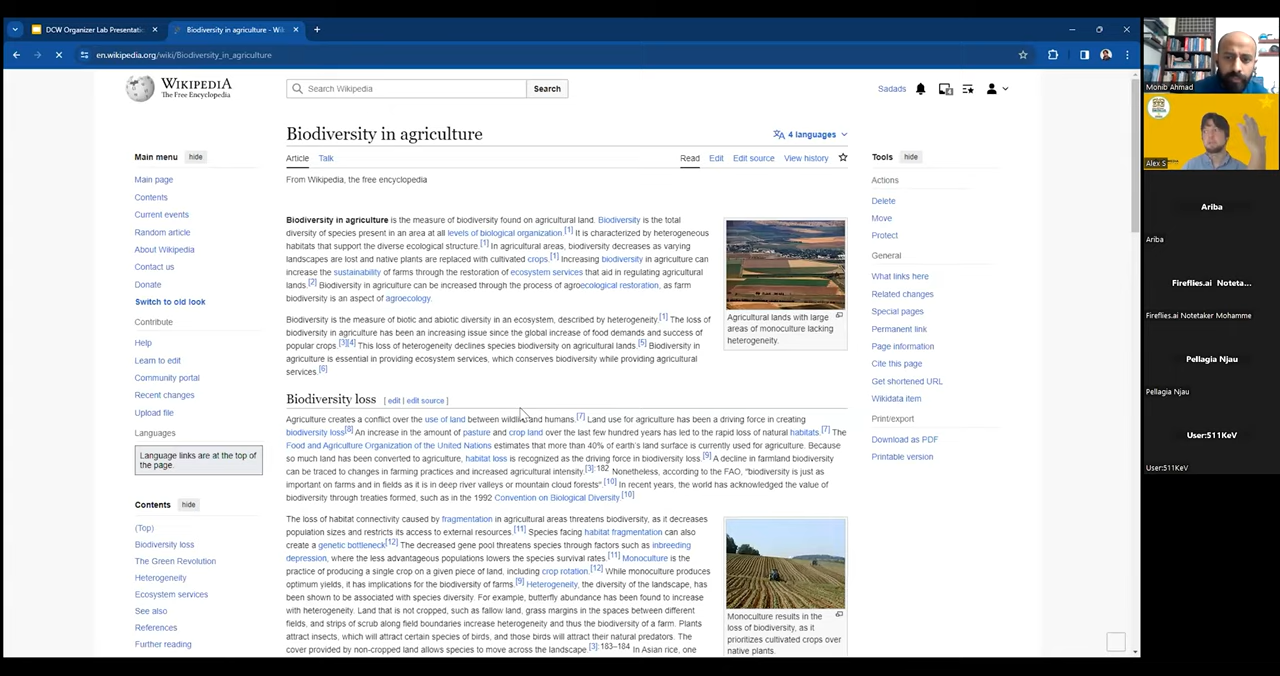 DCW Organizer Lab Presentatio
Biodiversity in agriculture - Wi
en.wikipedia.org/wiki/Biodiversity_in_agriculture
WIKIPEDIA
The Free Encyclopedia
Search Wikipedia
Search
Sadads
Main menu
hide
Main page
Contents
Current events
Random article
About Wikipedia
Contact us
Donate
Switch to old look
Contribute
Help
Learn to edit
Community portal
Recent changes
Upload file
Languages
Language links are at the top of
the page.
Contents
hide
(Top)
Biodiversity loss
The Green Revolution
Heterogeneity
Ecosystem services
See also
References
Further reading
Biodiversity in agriculture
4 languages
Article
Talk
Read
Edit
Edit source
View history
From Wikipedia, the free encyclopedia
Biodiversity in agriculture is the measure of biodiversity found on agricultural land. Biodiversity is the total
diversity of species present in an area at all levels of biological organization.[1] It is characterized by heterogeneous
habitats that support the diverse ecological structure.[1] In agricultural areas, biodiversity decreases as varying
landscapes are lost and native plants are replaced with cultivated crops.[1] Increasing biodiversity in agriculture can
increase the sustainability of farms through the restoration of ecosystem services that aid in regulating agricultural
lands.[2] Biodiversity in agriculture can be increased through the process of agroecological restoration, as farm
biodiversity is an aspect of agroecology.
Biodiversity is the measure of biotic and abiotic diversity in an ecosystem, described by heterogeneity.[1] The loss of
biodiversity in agriculture has been an increasing issue since the global increase of food demands and success of
popular crops.[3][4] This loss of heterogeneity declines species biodiversity on agricultural lands.[5] Biodiversity in
agriculture is essential in providing ecosystem services, which conserves biodiversity while providing agricultural
services.[6]
Agricultural lands with large
areas of monoculture lacking
heterogeneity.
Biodiversity loss
[ edit | edit source ]
Agriculture creates a conflict over the use of land between wildlife and humans.[7] Land use for agriculture has been a driving force in creating
biodiversity loss[8] An increase in the amount of pasture and crop land over the last few hundred years has led to the rapid loss of natural habitats.[7] The
Food and Agriculture Organization of the United Nations estimates that more than 40% of earth's land surface is currently used for agriculture. Because
so much land has been converted to agriculture, habitat loss is recognized as the driving force in biodiversity loss.[9] A decline in farmland biodiversity
can be traced to changes in farming practices and increased agricultural intensity.[3]:182 Nonetheless, according to the FAO, "biodiversity is just as
important on farms and in fields as it is in deep river valleys or mountain cloud forests".[10] In recent years, the world has acknowledged the value of
biodiversity through treaties formed, such as in the 1992 Convention on Biological Diversity.[10]
The loss of habitat connectivity caused by fragmentation in agricultural areas threatens biodiversity, as it decreases
population sizes and restricts its access to external resources.[11] Species facing habitat fragmentation can also
create a genetic bottleneck[12] The decreased gene pool threatens species through factors such as inbreeding
depression, where the less advantageous populations lowers the species survival rates.[11] Monoculture is the
practice of producing a single crop on a given piece of land, including crop rotation.[12] While monoculture produces
optimum yields, it has implications for the biodiversity of farms.[9] Heterogeneity, the diversity of the landscape, has
been shown to be associated with species diversity. For example, butterfly abundance has been found to increase
with heterogeneity. Land that is not cropped, such as fallow land, grass margins in the spaces between different
fields, and strips of scrub along field boundaries increase heterogeneity and thus the biodiversity of a farm. Plants
attract insects, which will attract certain species of birds, and those birds will attract their natural predators. The
cover provided by non-cropped land allows species to move across the landscape.[3]:183–184 In Asian rice, one
Monoculture results in the
loss of biodiversity, as it
prioritizes cultivated crops over
native plants.
Tools
hide
Actions
Delete
Move
Protect
General
What links here
Related changes
Special pages
Permanent link
Page information
Cite this page
Get shortened URL
Wikidata item
Print/export
Download as PDF
Printable version
Monib Ahmad
Alex S
Ariba
Ariba
Fireflies.ai Noteta...
Fireflies.ai Notetaker Mohamme
Pellagia Njau
Pellagia Njau
User:511KeV
User:511KeV